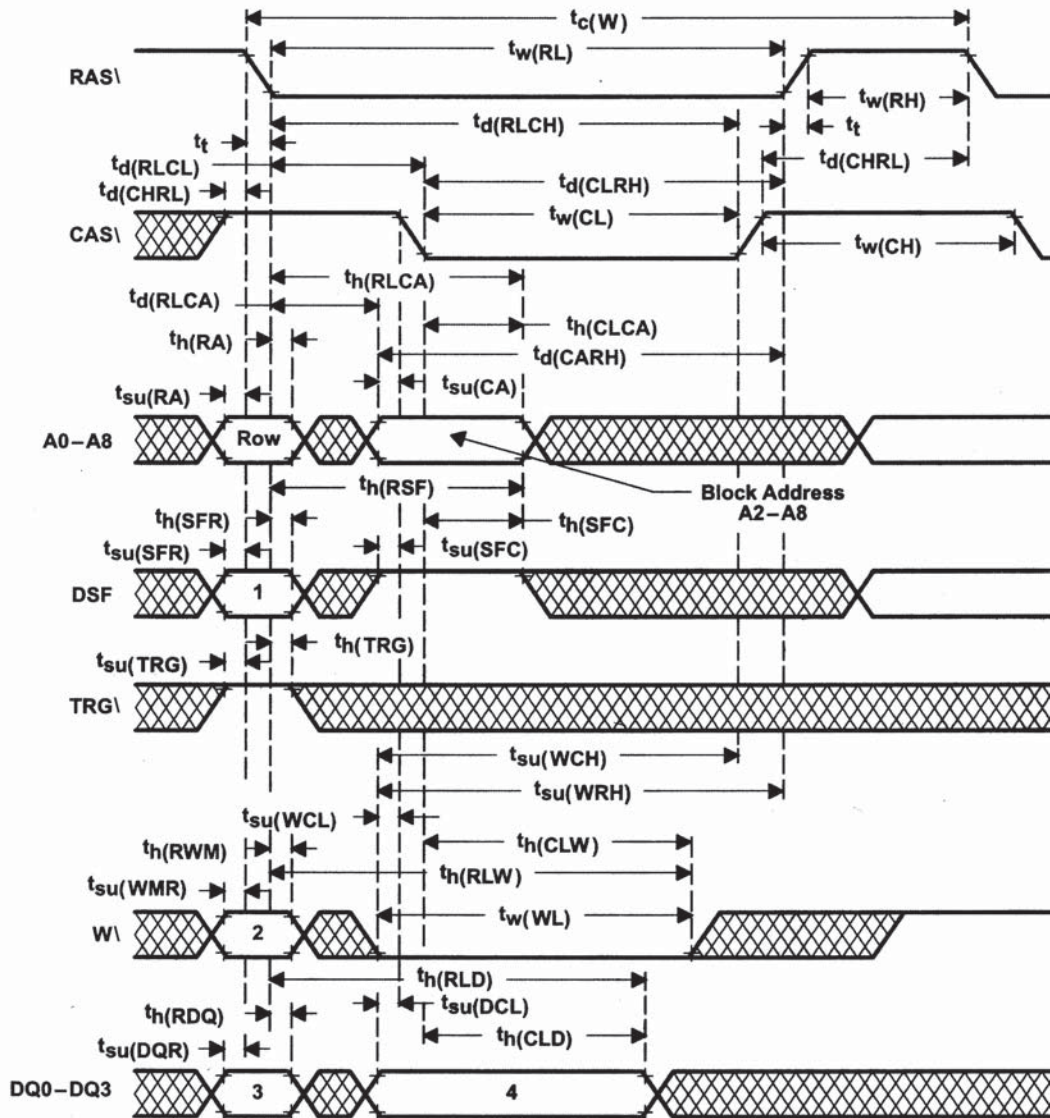 tc(W)
RAS\
tw(RL)
tw(RH)
td(RLCH)
tt
tt
td(RLCL)
td(CHRL)
td(CHRL)
td(CLRH)
CAS\
tw(CL)
tw(CH)
th(RLCA)
td(RLCA)
th(CLCA)
th(RA)
td(CARH)
tsu(RA)
tsu(CA)
A0–A8
Row
th(RSF)
Block Address
A2–A8
th(SFR)
th(SFC)
tsu(SFR)
tsu(SFC)
DSF
1
th(TRG)
tsu(TRG)
TRG\
tsu(WCH)
tsu(WRH)
tsu(WCL)
th(CLW)
th(RWM)
th(RLW)
tsu(WMR)
tw(WL)
W\
2
th(RLD)
th(RDQ)
tsu(DCL)
th(CLD)
tsu(DQR)
DQ0–DQ3
3
4